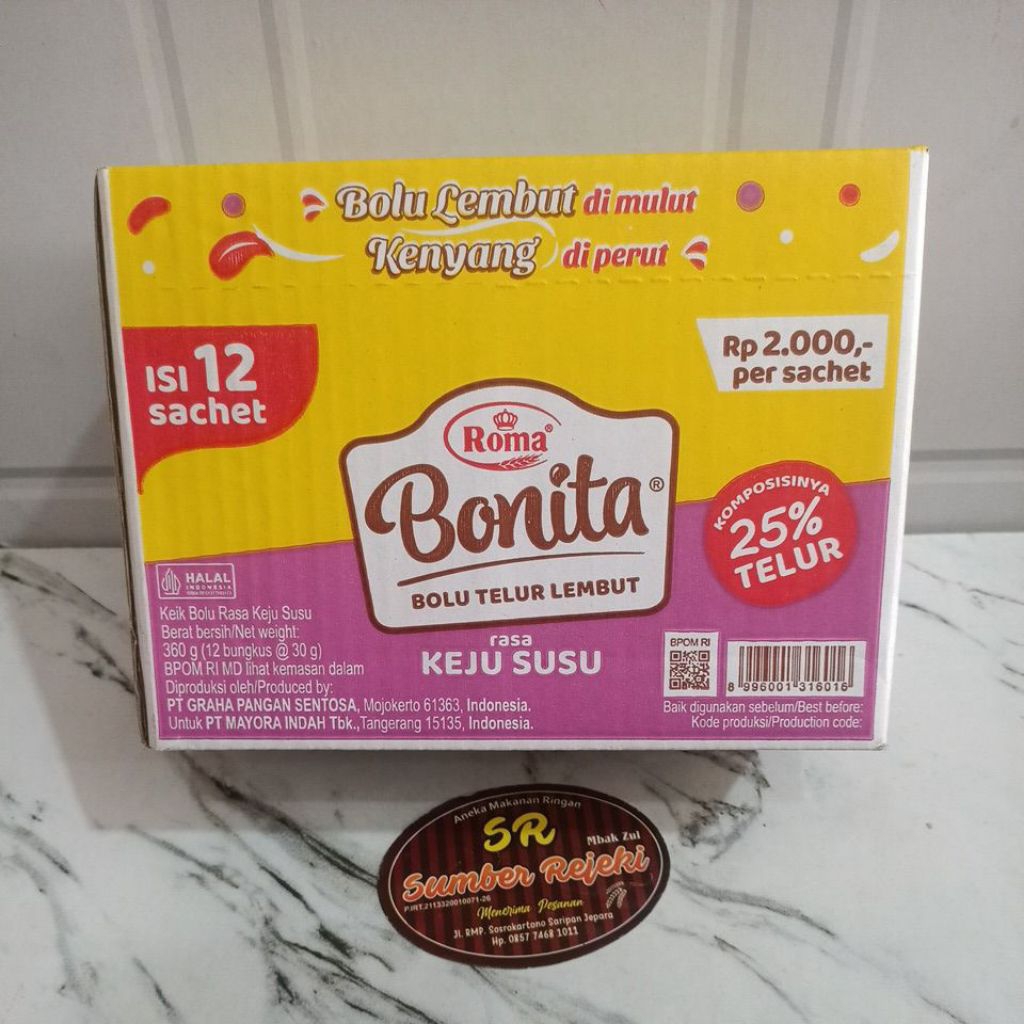 Bolu Lembut di mulut
Kenyang di perut
ISI 12
sachet
Rp 2.000,-
per sachet
Roma®
Bonita®
BOLU TELUR LEMBUT
rasa
KEJU SUSU
KOMPOSISINYA
25%
TELUR
HALAL
INDONESIA
Keik Bolu Rasa Keju Susu
Berat bersih/Net weight:
360 g (12 bungkus @ 30 g)
BPOM RI MD lihat kemasan dalam
Diproduksi oleh/Produced by:
PT GRAHA PANGAN SENTOSA, Mojokerto 61363, Indonesia.
Untuk PT MAYORA INDAH Tbk., Tangerang 15135, Indonesia.
BPOM RI
8 996001 316016
Baik digunakan sebelum/Best before:
Kode produksi/Production code:
Aneka Makanan Ringan
SR
Mbak Zul
Sumber Rejeki
P.IRT.2113320010071-26
Menerima Pesanan
Jl. RMP. Sosrokartono Saripan Jepara
Hp. 0857 7468 1011